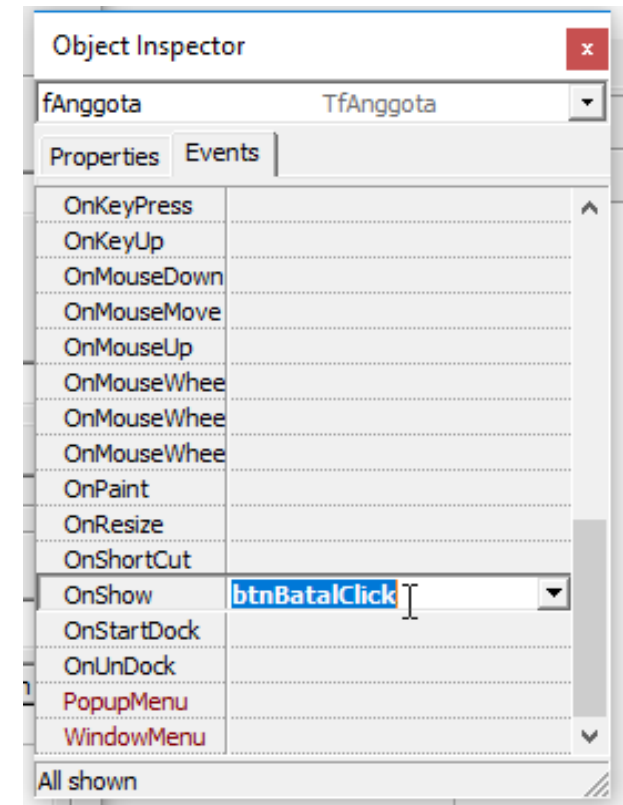 Object Inspector
x
fAnggota TfAnggota
Properties Events
OnKeyPress
OnKeyUp
OnMouseDown
OnMouseMove
OnMouseUp
OnMouseWhee
OnMouseWhee
OnMouseWhee
OnPaint
OnResize
OnShortCut
OnShow btnBatalClick
OnStartDock
OnUnDock
PopupMenu
WindowMenu
All shown